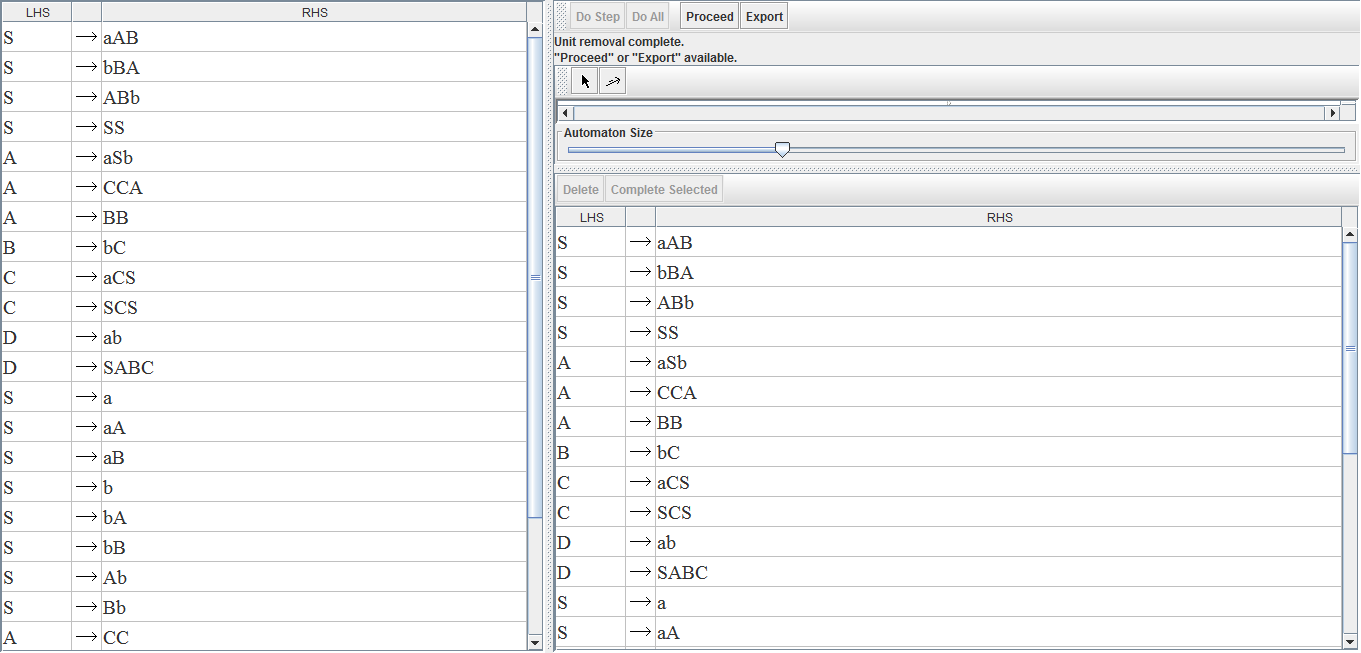 LHS RHS
S → aAB
S → bBA
S → ABb
S → SS
A → aSb
A → CCA
A → BB
B → bC
C → aCS
C → SCS
D → ab
D → SABC
S → a
S → aA
S → aB
S → b
S → bA
S → bB
S → Ab
S → Bb
A → CC
Do Step Do All Proceed Export
Unit removal complete.
"Proceed" or "Export" available.
Automaton Size
Delete Complete Selected
LHS RHS
S → aAB
S → bBA
S → ABb
S → SS
A → aSb
A → CCA
A → BB
B → bC
C → aCS
C → SCS
D → ab
D → SABC
S → a
S → aA